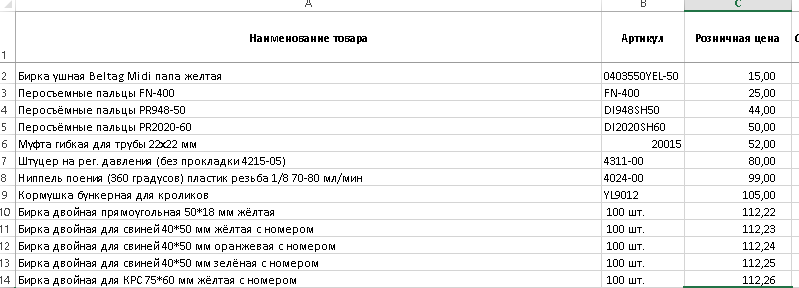 A B C
1 Наименование товара Артикул Розничная цена
2 Бирка ушная Beltag Midi папа желтая 0403550YEL-50 15,00
3 Перосъемные пальцы FN-400 FN-400 25,00
4 Перосъёмные пальцы PR948-50 DI948SH50 44,00
5 Перосъёмные пальцы PR2020-60 DI2020SH60 50,00
6 Муфта гибкая для трубы 22х22 мм 20015 52,00
7 Штуцер на рег. давления (без прокладки 4215-05) 4311-00 80,00
8 Ниппель поения (360 градусов) пластик резьба 1/8 70-80 мл/мин 4024-00 99,00
9 Кормушка бункерная для кроликов YL9012 105,00
10 Бирка двойная прямоугольная 50*18 мм жёлтая 100 шт. 112,22
11 Бирка двойная для свиней 40*50 мм жёлтая с номером 100 шт. 112,23
12 Бирка двойная для свиней 40*50 мм оранжевая с номером 100 шт. 112,24
13 Бирка двойная для свиней 40*50 мм зелёная с номером 100 шт. 112,25
14 Бирка двойная для КРС 75*60 мм жёлтая с номером 100 шт. 112,26